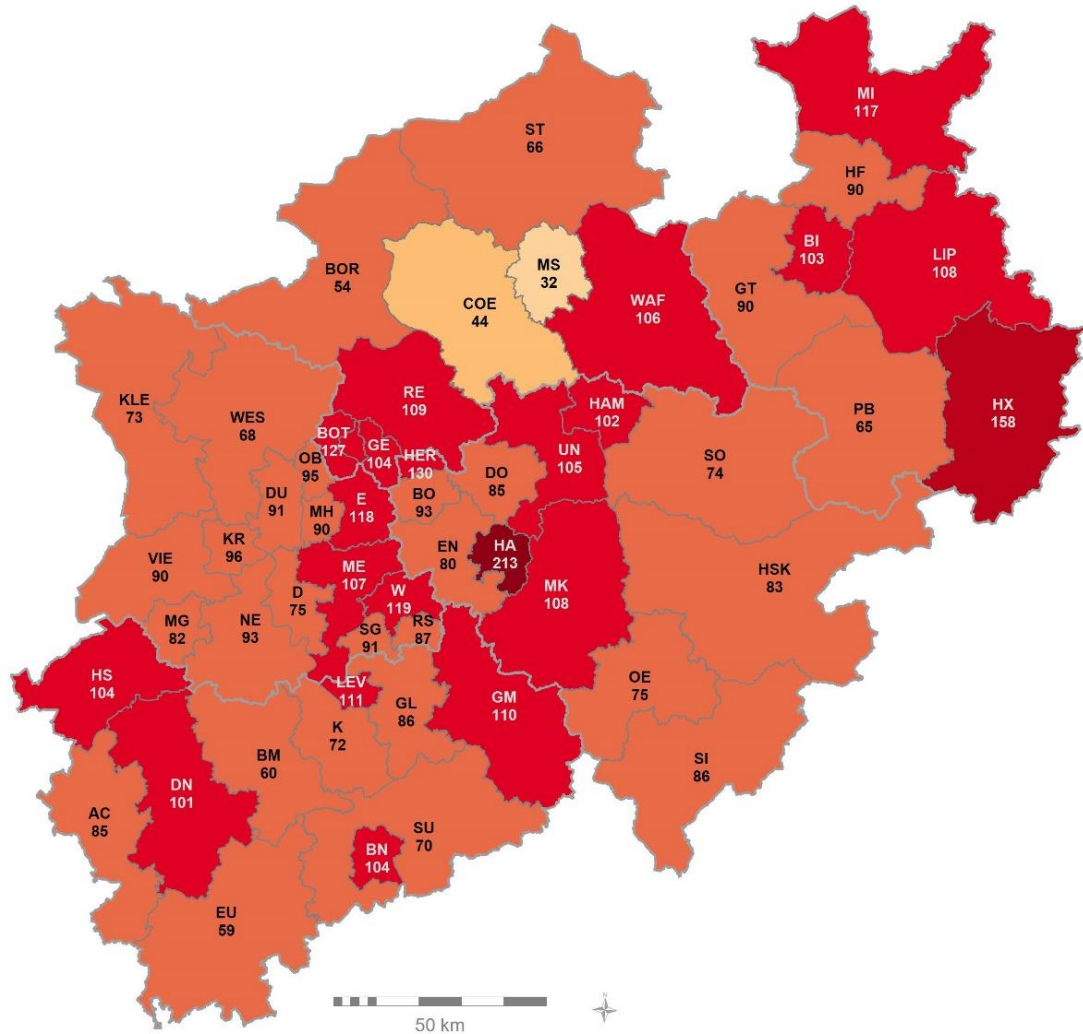 MI
117
ST
66
HF
90
BI
103
LIP
108
MS
32
BOR
54
GT
90
COE
44
WAF
106
RE
109
HAM
102
KLE
73
WES
68
PB
65
HX
158
BOT
127
GE
104
HER
130
UN
105
SO
74
OB
95
DO
85
DU
91
E
118
BO
93
MH
90
KR
96
EN
80
HA
213
VIE
90
ME
107
HSK
83
MK
108
D
75
W
119
MG
82
NE
93
SG
91
RS
87
HS
104
LEV
111
GL
86
GM
110
OE
75
K
72
BM
60
SI
86
DN
101
AC
85
SU
70
BN
104
EU
59
50 km